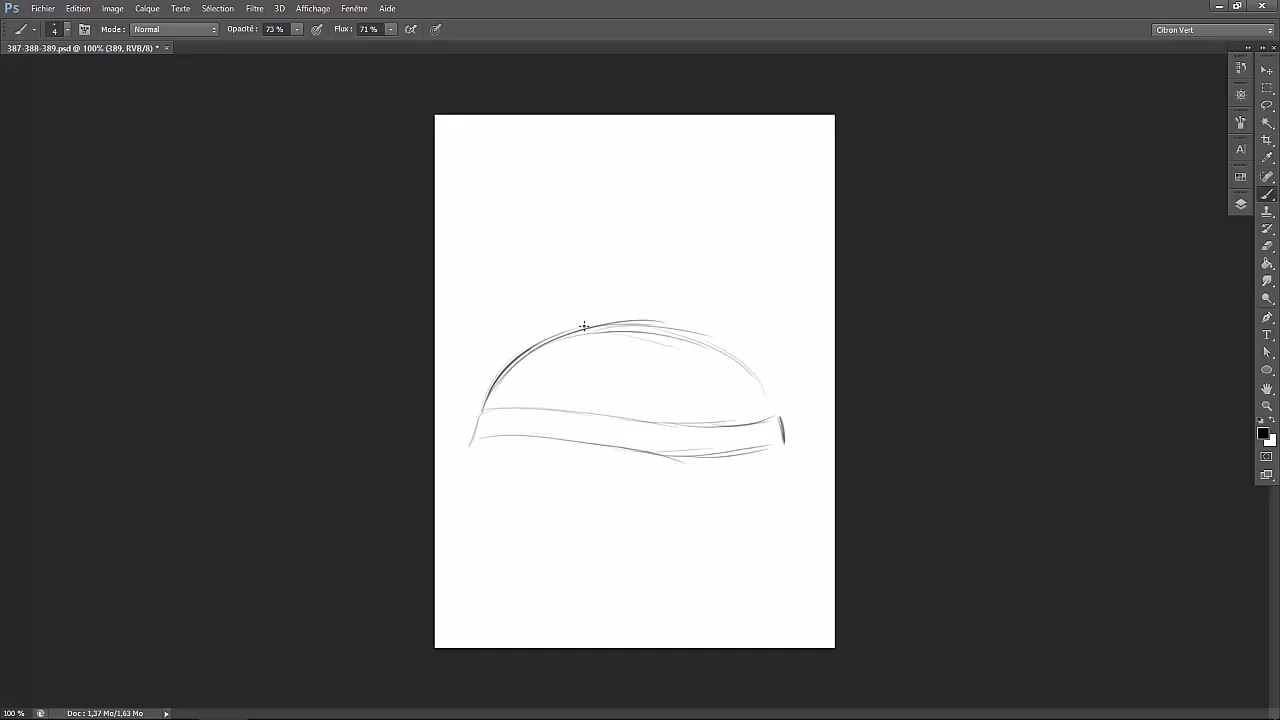 Ps Fichier Edition Image Calque Texte Sélection Filtre 3D Affichage Fenêtre Aide
4 Mode : Normal Opacité : 73 % Flux : 71 % Citron Vert
387-388-389.psd @ 100% (389, RVB/8) * ×
A
T
100 % Doc : 1,37 Mo/1,63 Mo